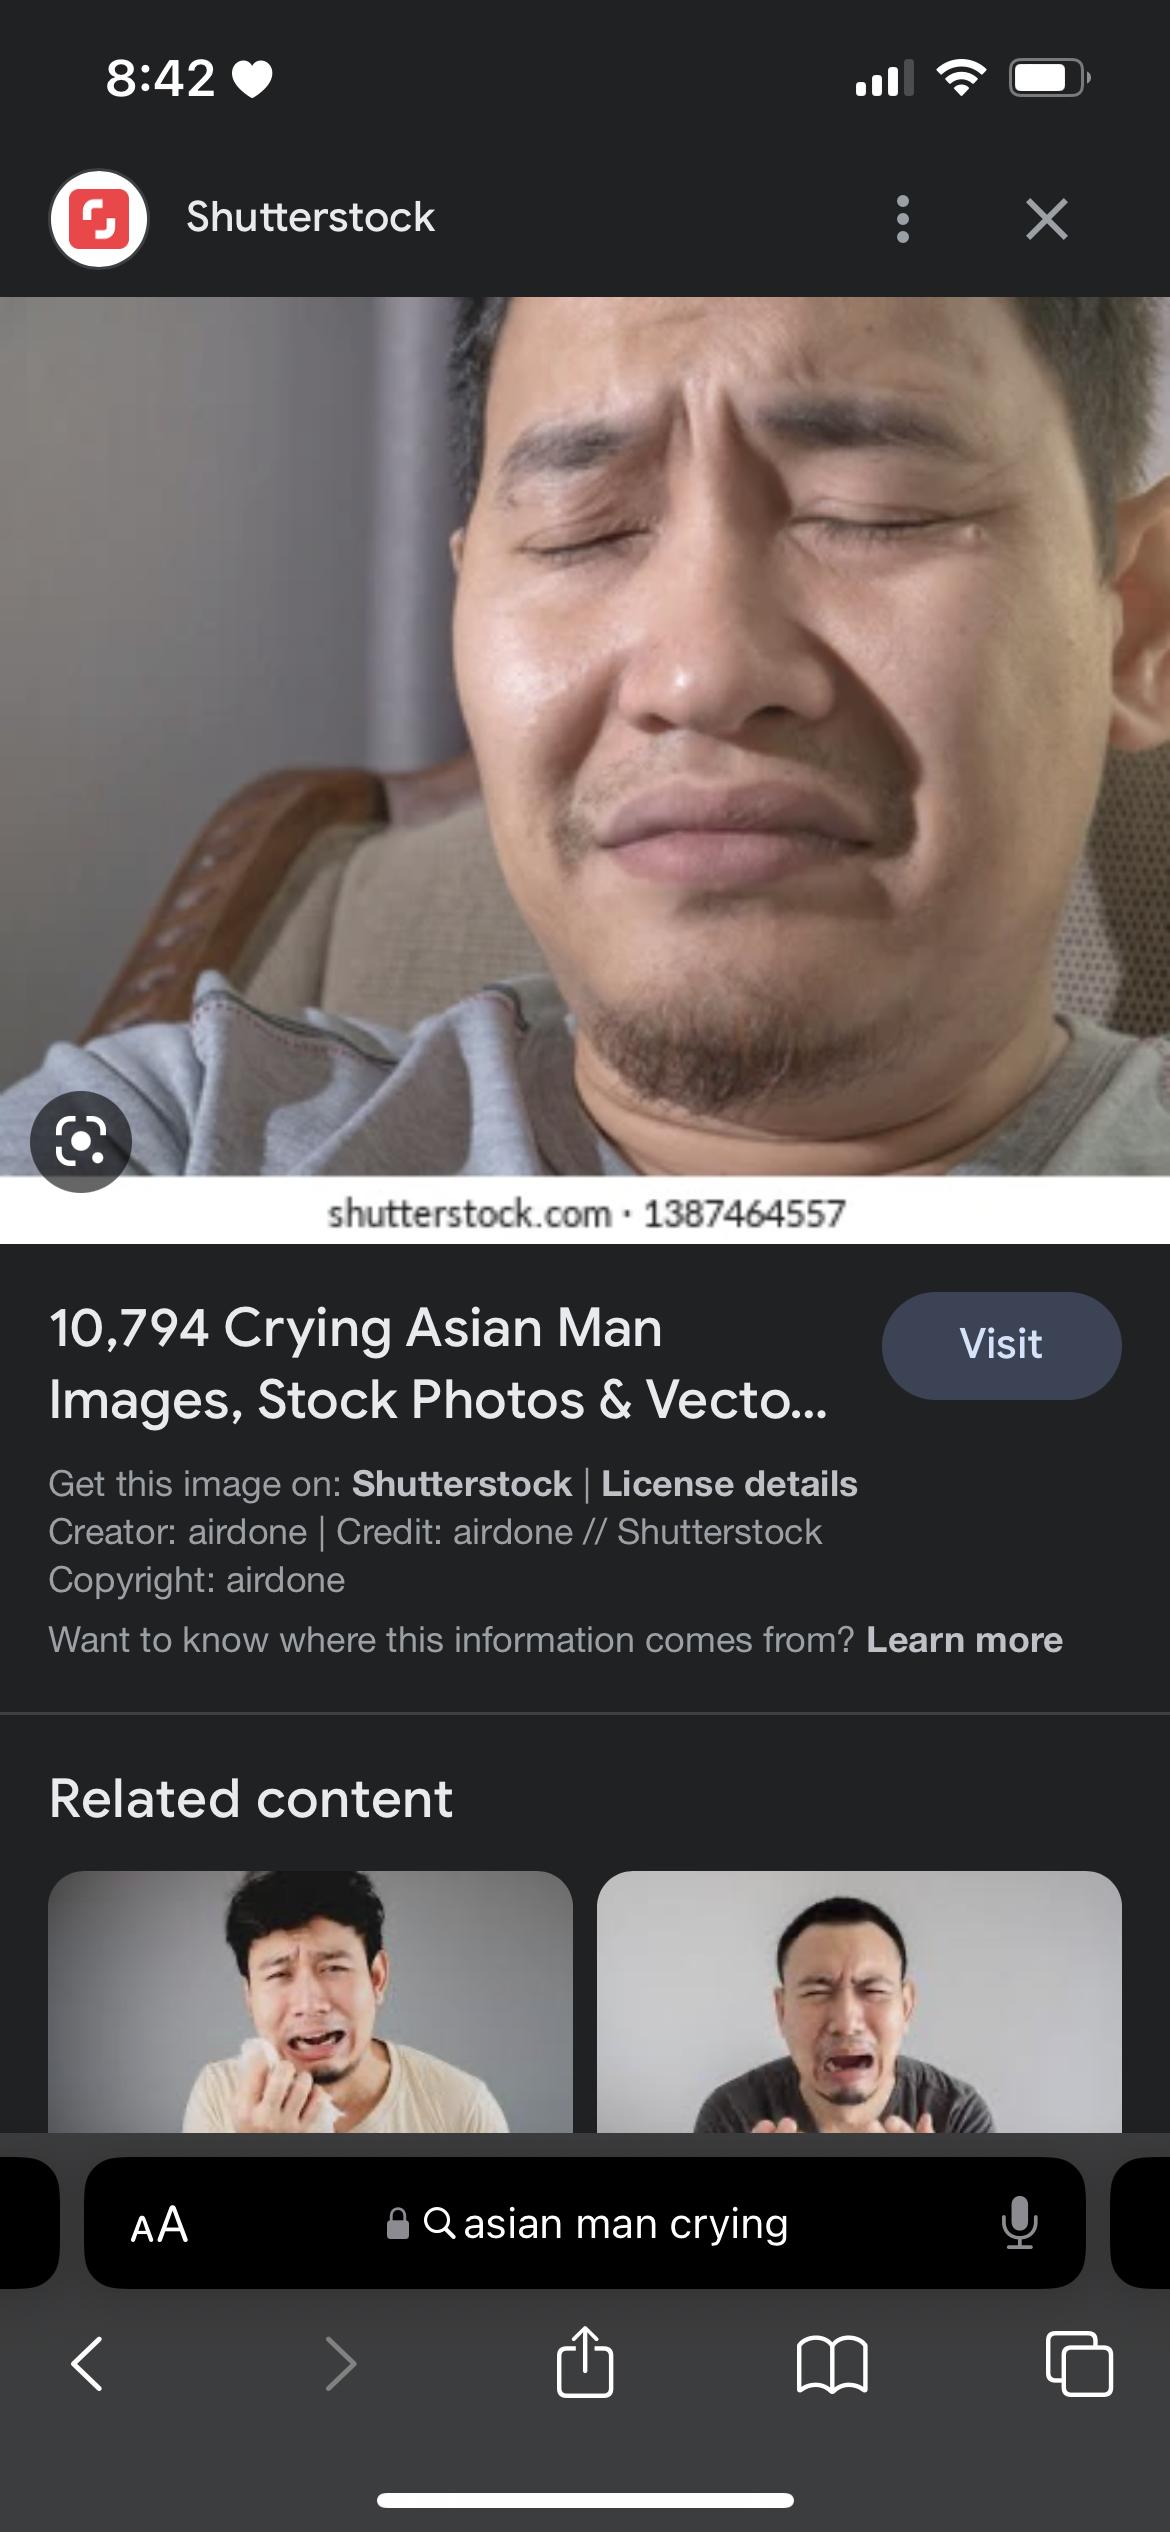 8:42
Shutterstock
shutterstock.com · 1387464557
10,794 Crying Asian Man
Images, Stock Photos & Vecto...
Visit
Get this image on: Shutterstock | License details
Creator: airdone | Credit: airdone // Shutterstock
Copyright: airdone
Want to know where this information comes from? Learn more
Related content
AA
asian man crying